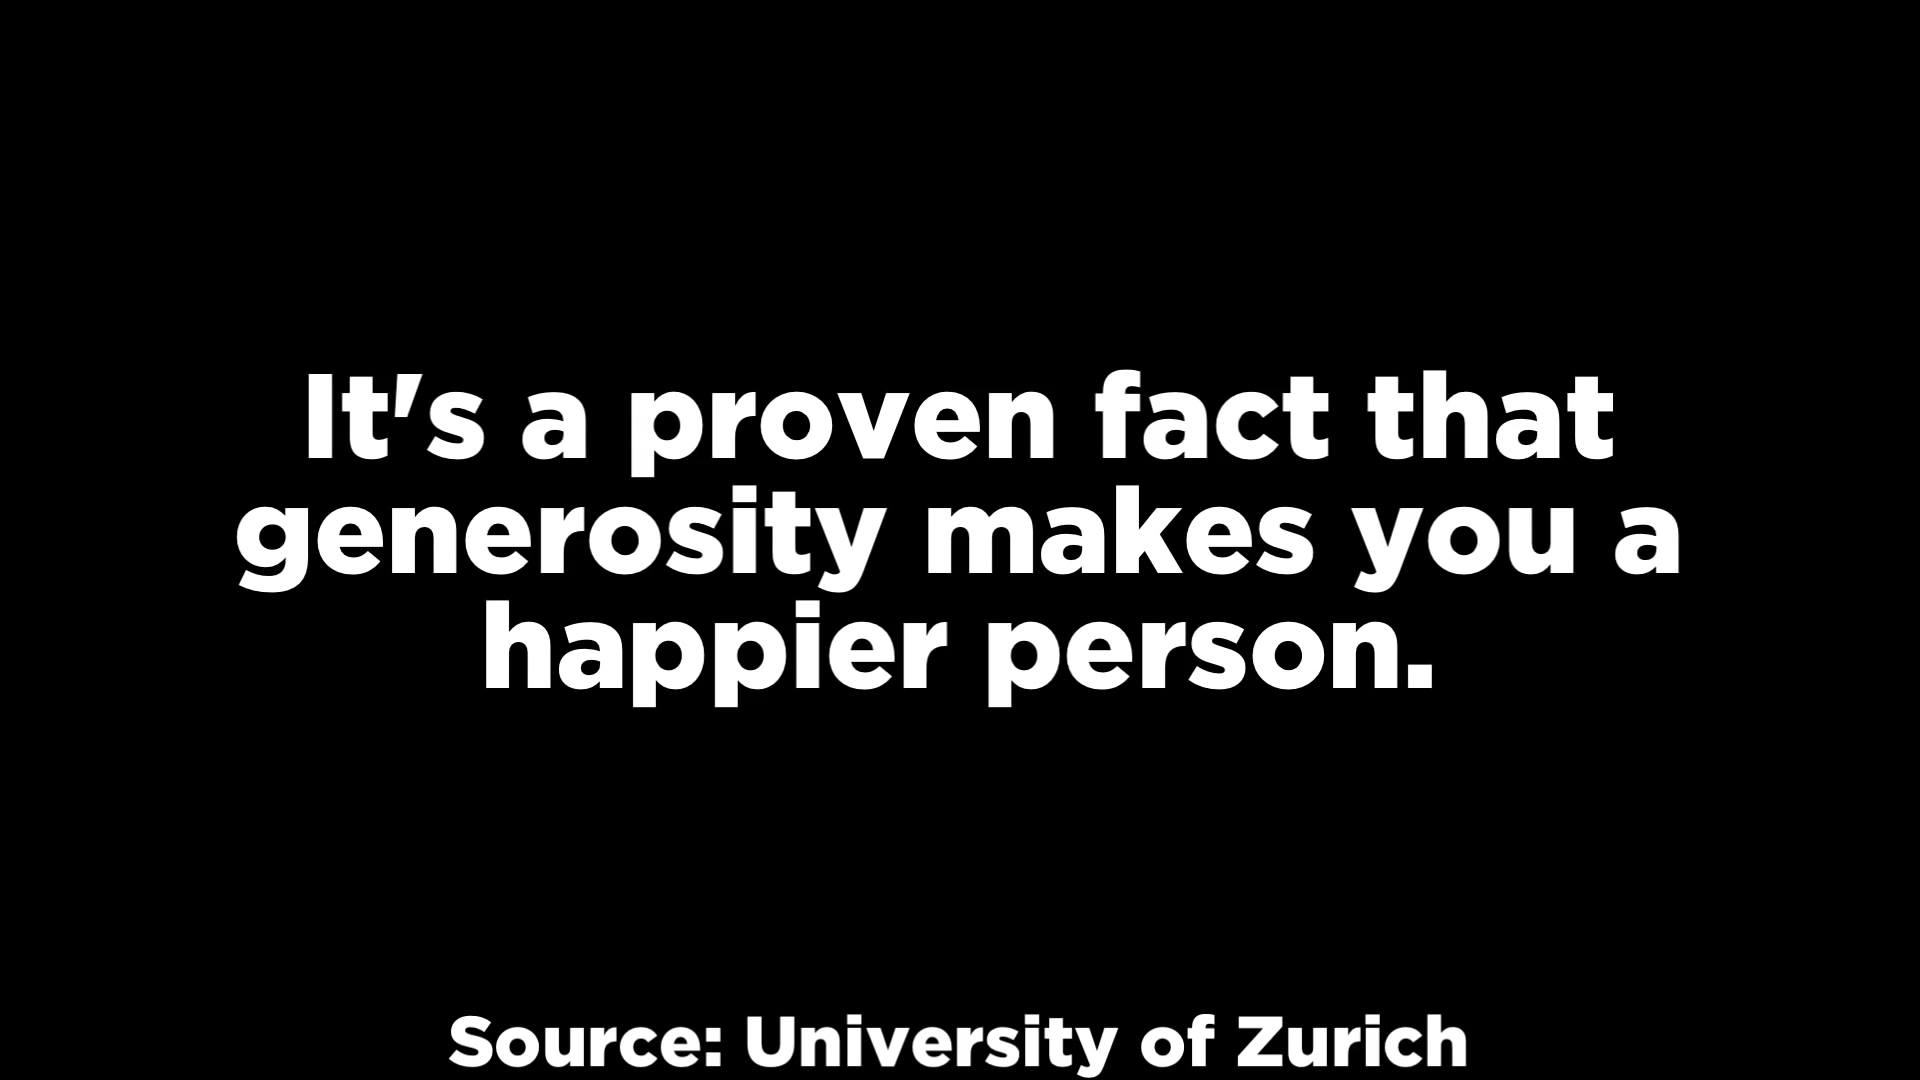 It's a proven fact that
generosity makes you a
happier person.
Source: University of Zurich